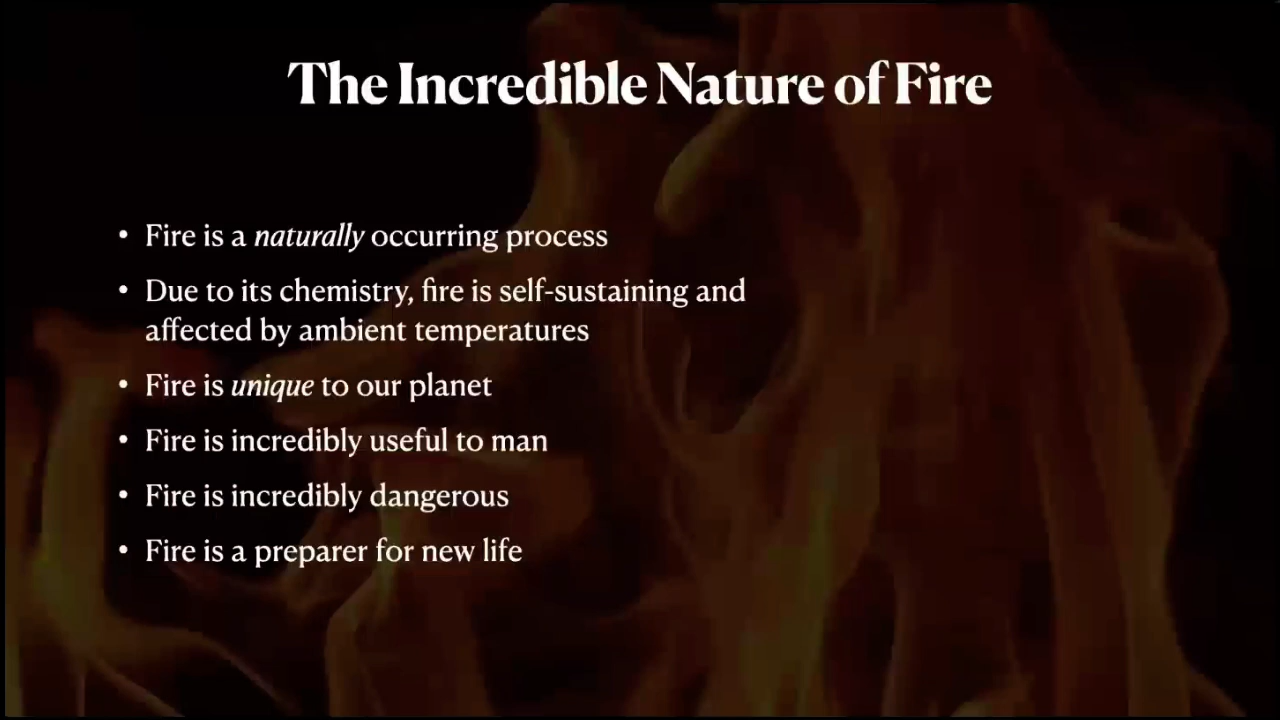 The Incredible Nature of Fire
• Fire is a naturally occurring process
• Due to its chemistry, fire is self-sustaining and
affected by ambient temperatures
• Fire is unique to our planet
• Fire is incredibly useful to man
• Fire is incredibly dangerous
• Fire is a preparer for new life